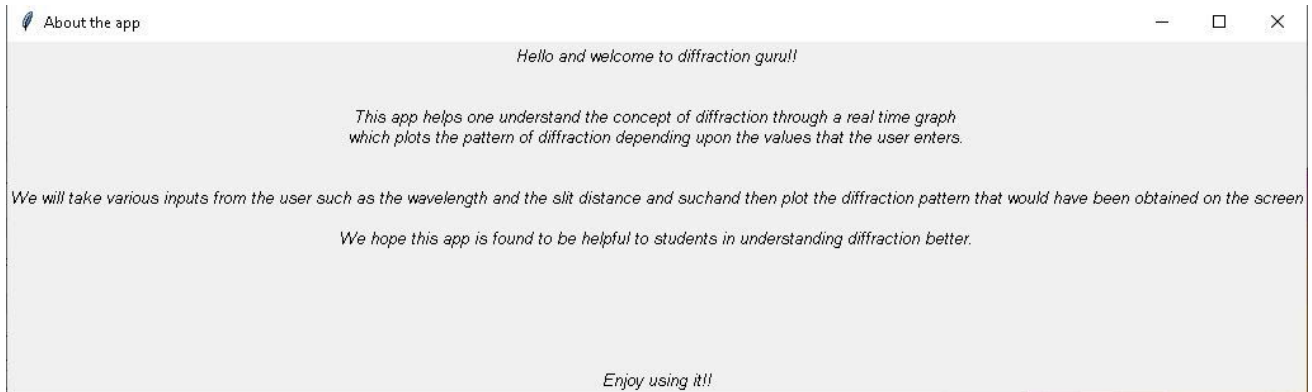 About the app
Hello and welcome to diffraction guru!!
This app helps one understand the concept of diffraction through a real time graph
which plots the pattern of diffraction depending upon the values that the user enters.
We will take various inputs from the user such as the wavelength and the slit distance and suchand then plot the diffraction pattern that would have been obtained on the screen
We hope this app is found to be helpful to students in understanding diffraction better.
Enjoy using it!!